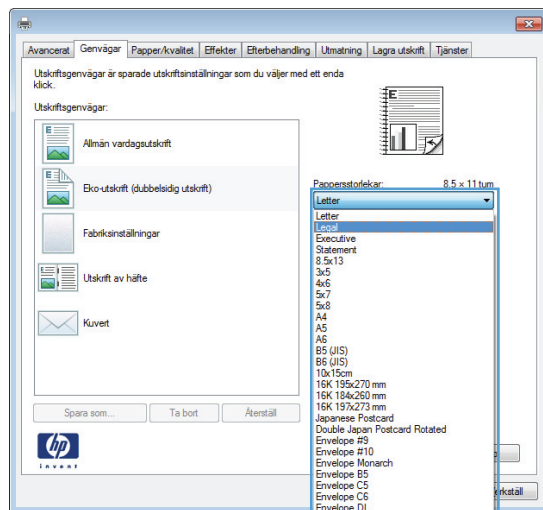 Avancerat Genvägar Papper/kvalitet Effekter Efterbehandling Utmatning Lagra utskrift Tjänster
Utskriftsgenvägar är sparade utskriftsinställningar som du väljer med ett enda
klick.
Utskriftsgenvägar:
E
Allmän vardagsutskrift
E
Eko-utskrift (dubbelsidig utskrift)
Fabriksinställningar
E
Utskrift av häfte
Kuvert
Spara som... Ta bort Återställ
hp
invent
E
Pappersstorlekar: 8.5 × 11 tum
Letter
Letter
Legal
Executive
Statement
8.5x13
3x5
4x6
5x7
5x8
A4
A5
A6
B5 (JIS)
B6 (JIS)
10x15cm
16K 195x270 mm
16K 184x260 mm
16K 197x273 mm
Japanese Postcard
Double Japan Postcard Rotated
Envelope #9
Envelope #10
Envelope Monarch
Envelope B5
Envelope C5
Envelope C6
Envelope DL